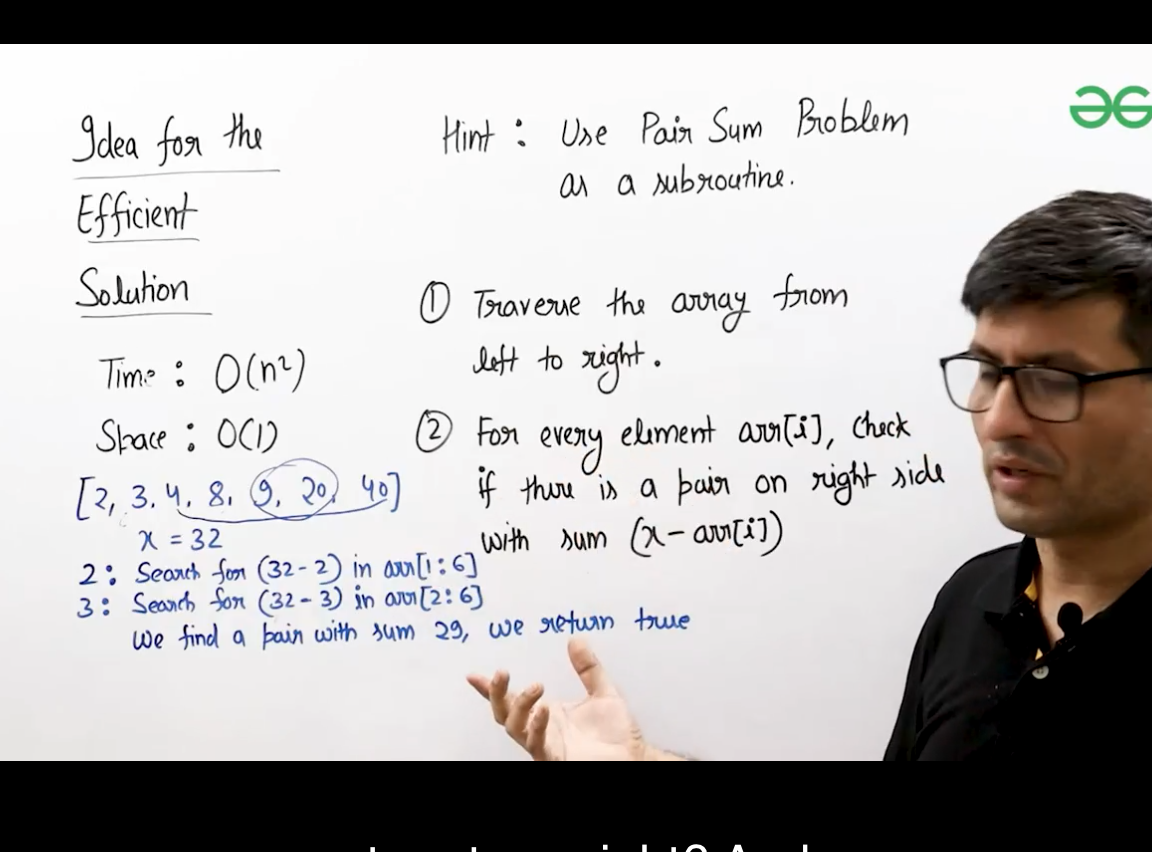 Idea for the
Efficient
Solution
Time : O(n²)
Space : O(1)
[2, 3, 4, 8, 9, 20, 40]
x = 32
2 : Search for (32-2) in arr[1:6]
3 : Search for (32-3) in arr[2:6]
We find a pair with sum 29, we return true
Hint : Use Pair Sum Problem
as a subroutine.
① Traverse the array from
left to right.
② For every element arr[i], check
if there is a pair on right side
with sum (x-arr[i])